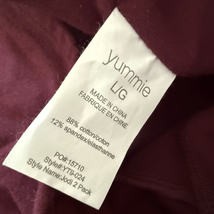 yummie
L/G
MADE IN CHINA
FABRIQUE EN CHINE
88% cotton/coton
12% spandex/elasthanne
PO#:15710
Style#:YT9-024
Style Name:Jodi 2 Pack